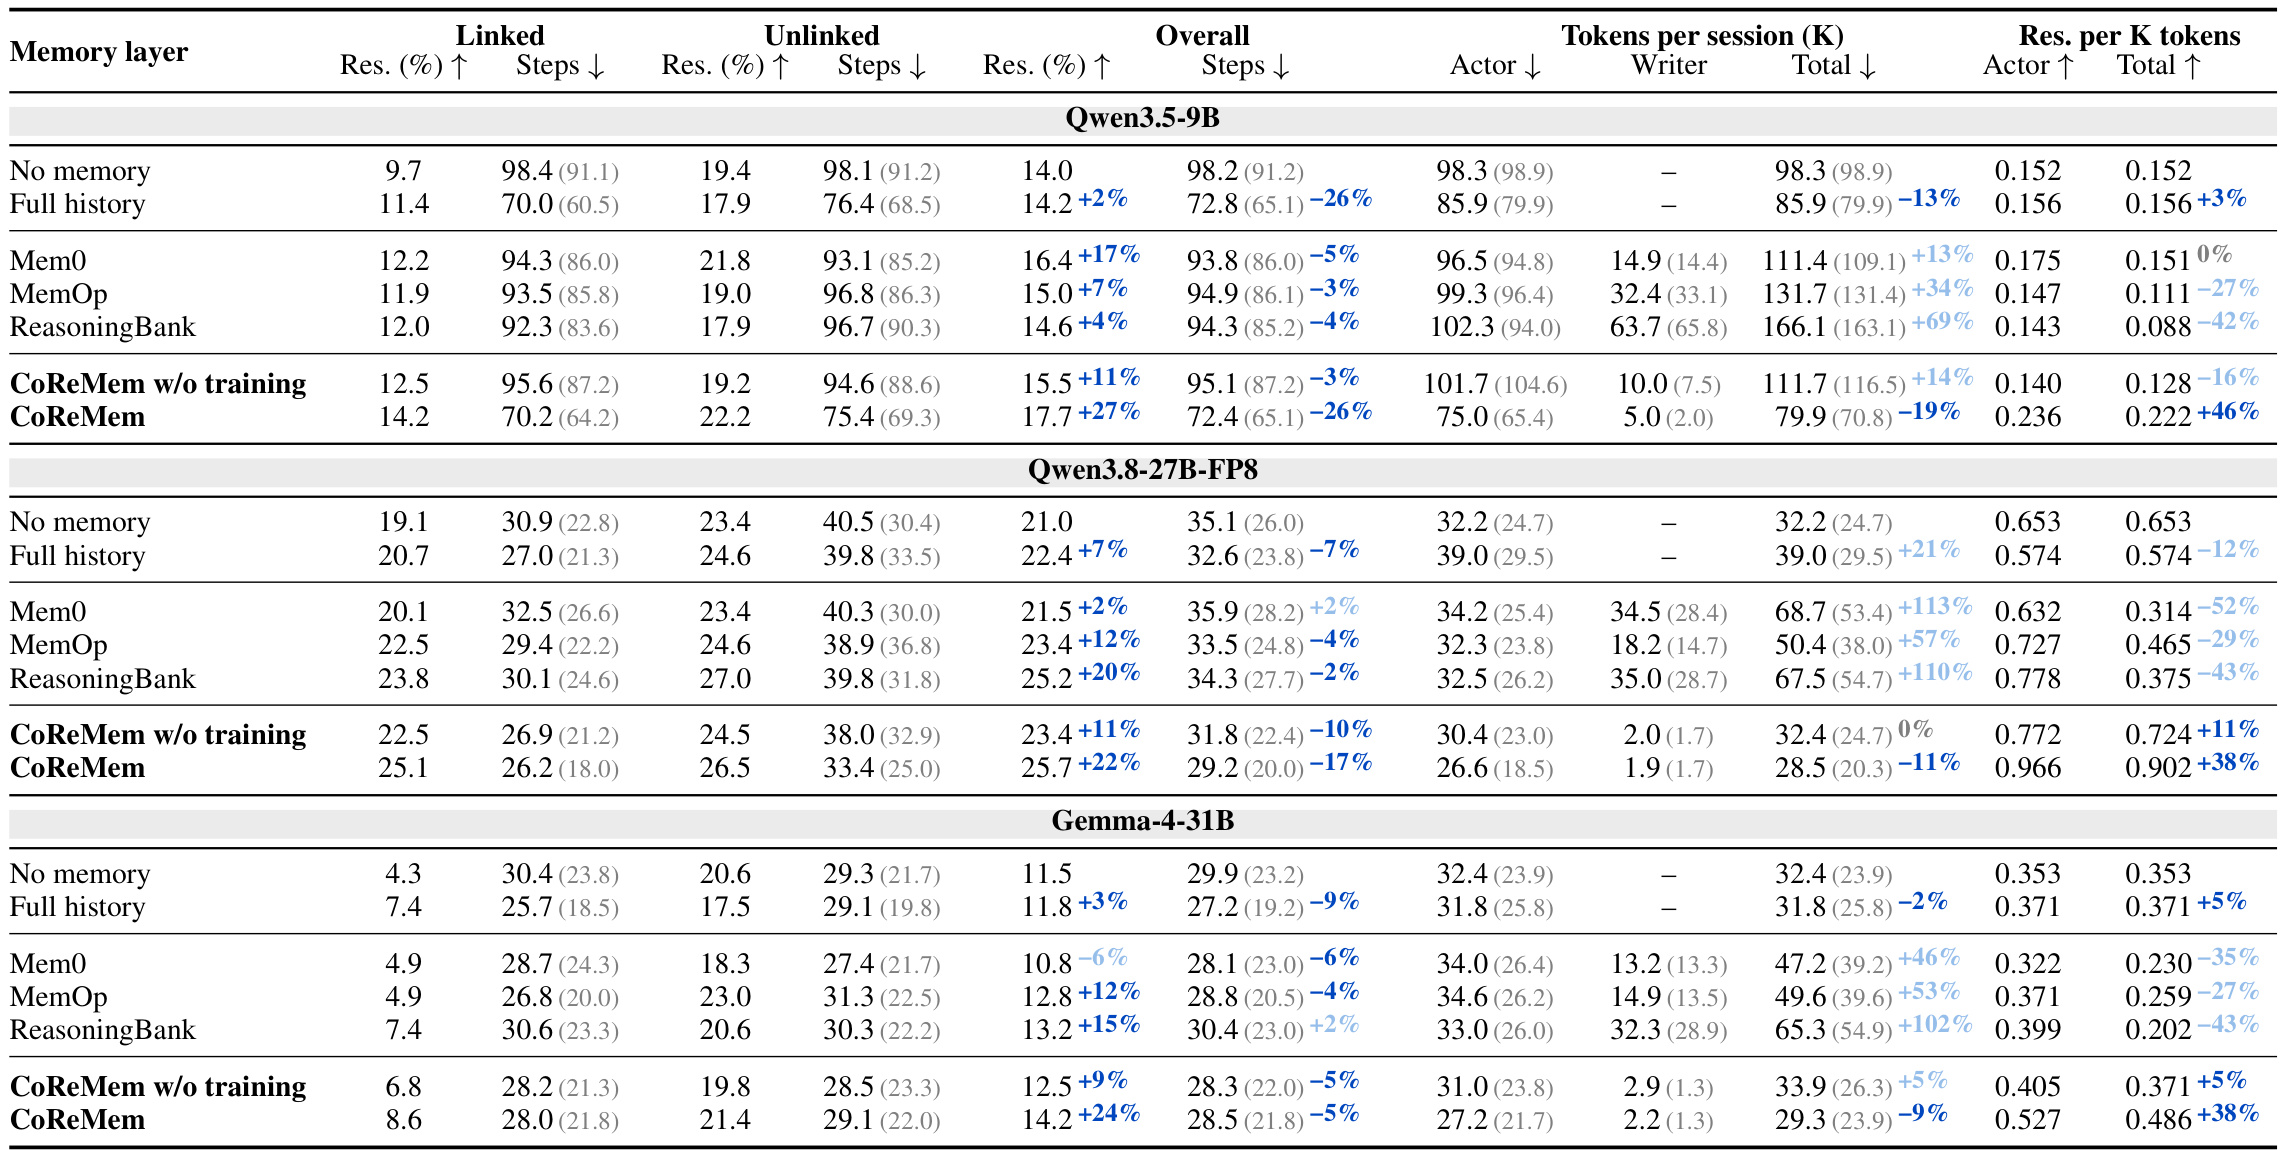 Memory layer Linked Unlinked Overall Tokens per session (K) Res. per K tokens
Res. (%) ↑ Steps ↓ Res. (%) ↑ Steps ↓ Res. (%) ↑ Steps ↓ Actor ↓ Writer Total ↓ Actor ↑ Total ↑
Qwen3.5-9B
No memory 9.7 98.4 (91.1) 19.4 98.1 (91.2) 14.0 98.2 (91.2) 98.3 (98.9) – 98.3 (98.9) 0.152 0.152
Full history 11.4 70.0 (60.5) 17.9 76.4 (68.5) 14.2 +2% 72.8 (65.1) −26% 85.9 (79.9) – 85.9 (79.9) −13% 0.156 0.156 +3%
Mem0 12.2 94.3 (86.0) 21.8 93.1 (85.2) 16.4 +17% 93.8 (86.0) −5% 96.5 (94.8) 14.9 (14.4) 111.4 (109.1) +13% 0.175 0.151 0%
MemOp 11.9 93.5 (85.8) 19.0 96.8 (86.3) 15.0 +7% 94.9 (86.1) −3% 99.3 (96.4) 32.4 (33.1) 131.7 (131.4) +34% 0.147 0.111 −27%
ReasoningBank 12.0 92.3 (83.6) 17.9 96.7 (90.3) 14.6 +4% 94.3 (85.2) −4% 102.3 (94.0) 63.7 (65.8) 166.1 (163.1) +69% 0.143 0.088 −42%
CoReMem w/o training 12.5 95.6 (87.2) 19.2 94.6 (88.6) 15.5 +11% 95.1 (87.2) −3% 101.7 (104.6) 10.0 (7.5) 111.7 (116.5) +14% 0.140 0.128 −16%
CoReMem 14.2 70.2 (64.2) 22.2 75.4 (69.3) 17.7 +27% 72.4 (65.1) −26% 75.0 (65.4) 5.0 (2.0) 79.9 (70.8) −19% 0.236 0.222 +46%
Qwen3.8-27B-FP8
No memory 19.1 30.9 (22.8) 23.4 40.5 (30.4) 21.0 35.1 (26.0) 32.2 (24.7) – 32.2 (24.7) 0.653 0.653
Full history 20.7 27.0 (21.3) 24.6 39.8 (33.5) 22.4 +7% 32.6 (23.8) −7% 39.0 (29.5) – 39.0 (29.5) +21% 0.574 0.574 −12%
Mem0 20.1 32.5 (26.6) 23.4 40.3 (30.0) 21.5 +2% 35.9 (28.2) +2% 34.2 (25.4) 34.5 (28.4) 68.7 (53.4) +113% 0.632 0.314 −52%
MemOp 22.5 29.4 (22.2) 24.6 38.9 (36.8) 23.4 +12% 33.5 (24.8) −4% 32.3 (23.8) 18.2 (14.7) 50.4 (38.0) +57% 0.727 0.465 −29%
ReasoningBank 23.8 30.1 (24.6) 27.0 39.8 (31.8) 25.2 +20% 34.3 (27.7) −2% 32.5 (26.2) 35.0 (28.7) 67.5 (54.7) +110% 0.778 0.375 −43%
CoReMem w/o training 22.5 26.9 (21.2) 24.5 38.0 (32.9) 23.4 +11% 31.8 (22.4) −10% 30.4 (23.0) 2.0 (1.7) 32.4 (24.7) 0% 0.772 0.724 +11%
CoReMem 25.1 26.2 (18.0) 26.5 33.4 (25.0) 25.7 +22% 29.2 (20.0) −17% 26.6 (18.5) 1.9 (1.7) 28.5 (20.3) −11% 0.966 0.902 +38%
Gemma-4-31B
No memory 4.3 30.4 (23.8) 20.6 29.3 (21.7) 11.5 29.9 (23.2) 32.4 (23.9) – 32.4 (23.9) 0.353 0.353
Full history 7.4 25.7 (18.5) 17.5 29.1 (19.8) 11.8 +3% 27.2 (19.2) −9% 31.8 (25.8) – 31.8 (25.8) −2% 0.371 0.371 +5%
Mem0 4.9 28.7 (24.3) 18.3 27.4 (21.7) 10.8 −6% 28.1 (23.0) −6% 34.0 (26.4) 13.2 (13.3) 47.2 (39.2) +46% 0.322 0.230 −35%
MemOp 4.9 26.8 (20.0) 23.0 31.3 (22.5) 12.8 +12% 28.8 (20.5) −4% 34.6 (26.2) 14.9 (13.5) 49.6 (39.6) +53% 0.371 0.259 −27%
ReasoningBank 7.4 30.6 (23.3) 20.6 30.3 (22.2) 13.2 +15% 30.4 (23.0) +2% 33.0 (26.0) 32.3 (28.9) 65.3 (54.9) +102% 0.399 0.202 −43%
CoReMem w/o training 6.8 28.2 (21.3) 19.8 28.5 (23.3) 12.5 +9% 28.3 (22.0) −5% 31.0 (23.8) 2.9 (1.3) 33.9 (26.3) +5% 0.405 0.371 +5%
CoReMem 8.6 28.0 (21.8) 21.4 29.1 (22.0) 14.2 +24% 28.5 (21.8) −5% 27.2 (21.7) 2.2 (1.3) 29.3 (23.9) −9% 0.527 0.486 +38%